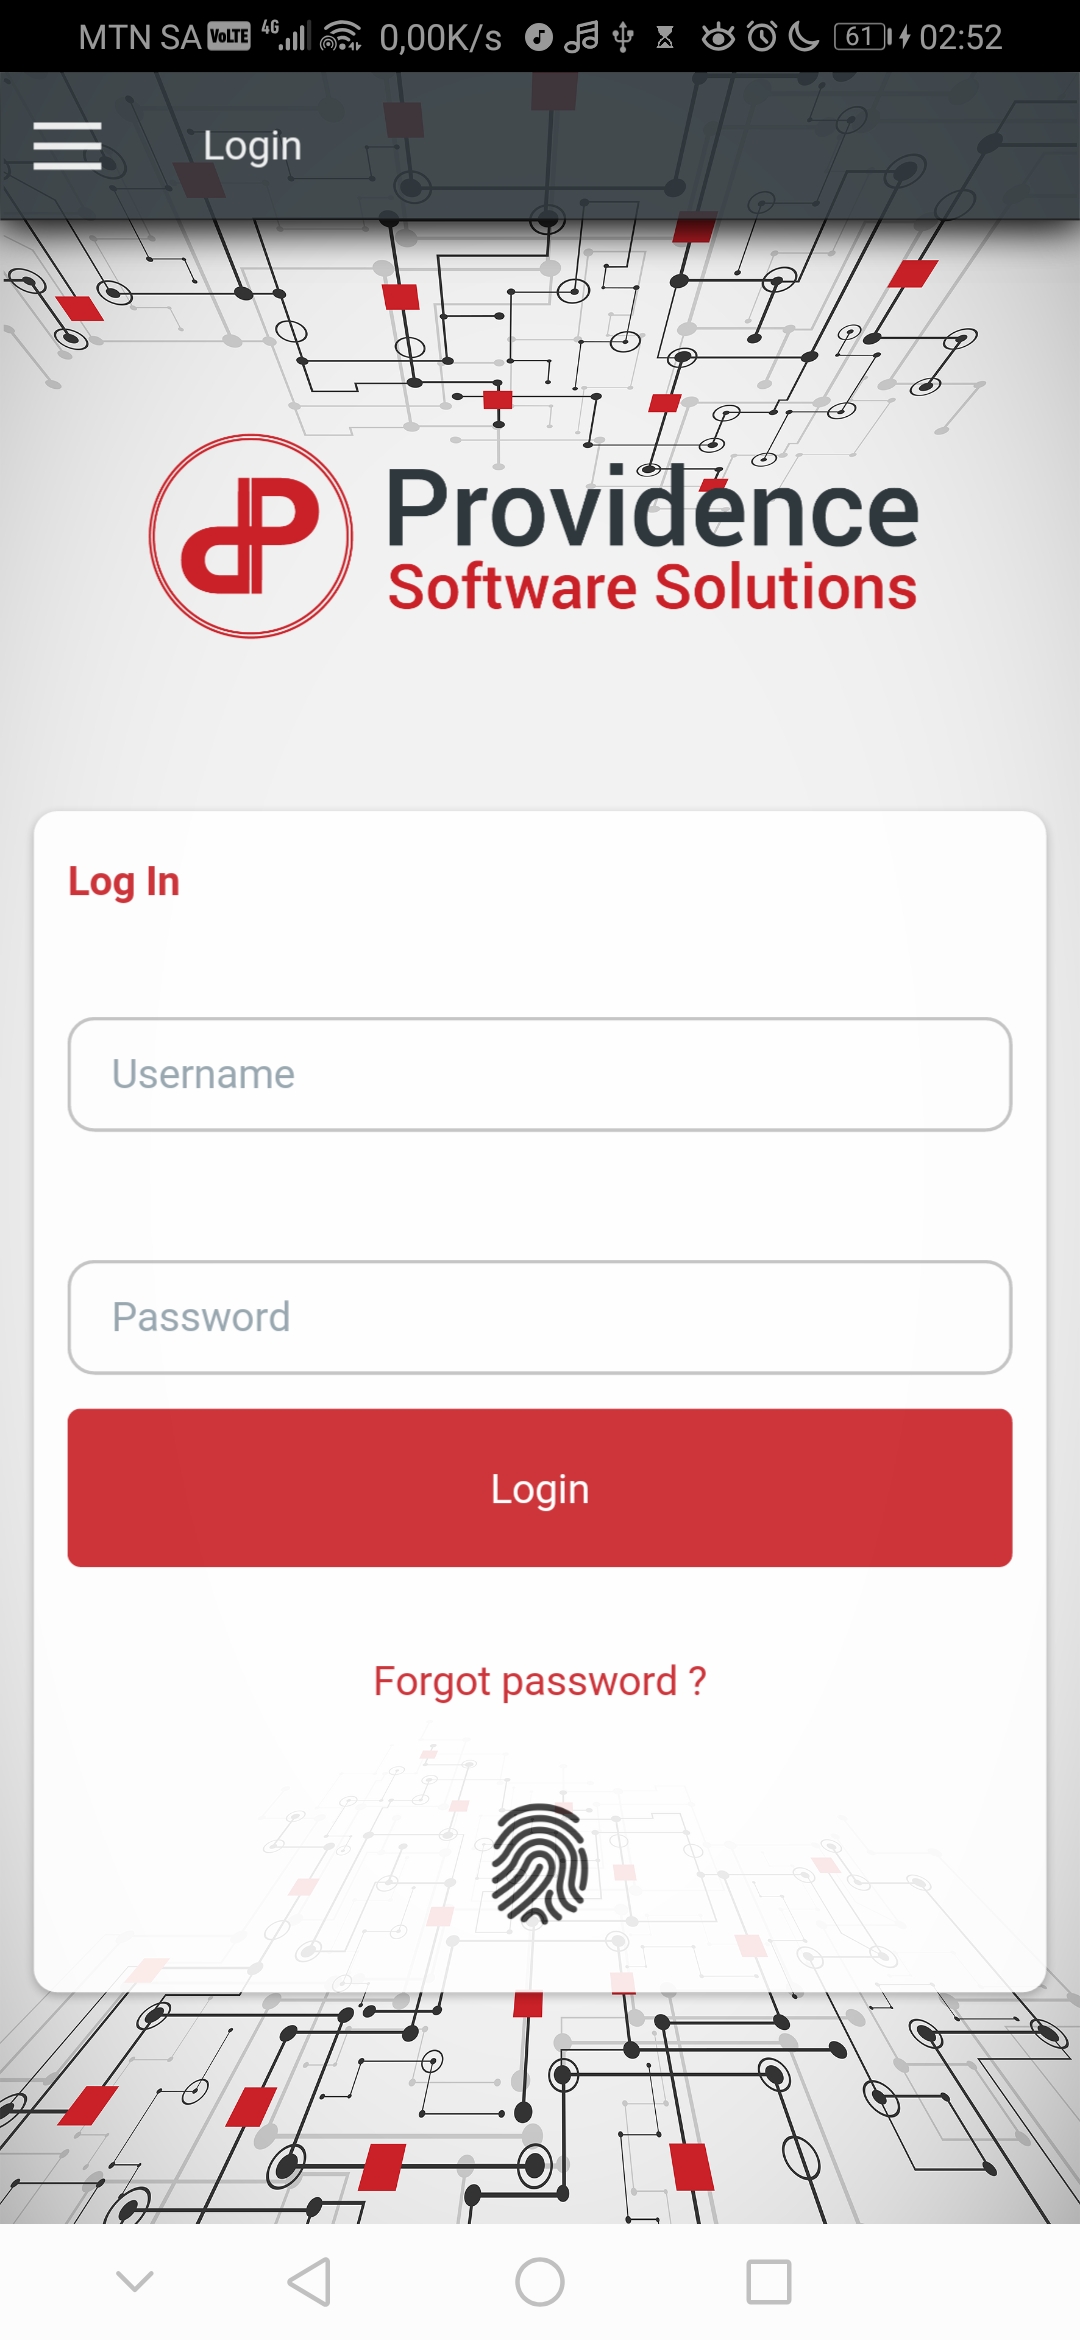 MTN SA VoLTE 4G 0,00K/s 61 02:52
Login
Providence
Software Solutions
Log In
Username
Password
Login
Forgot password ?